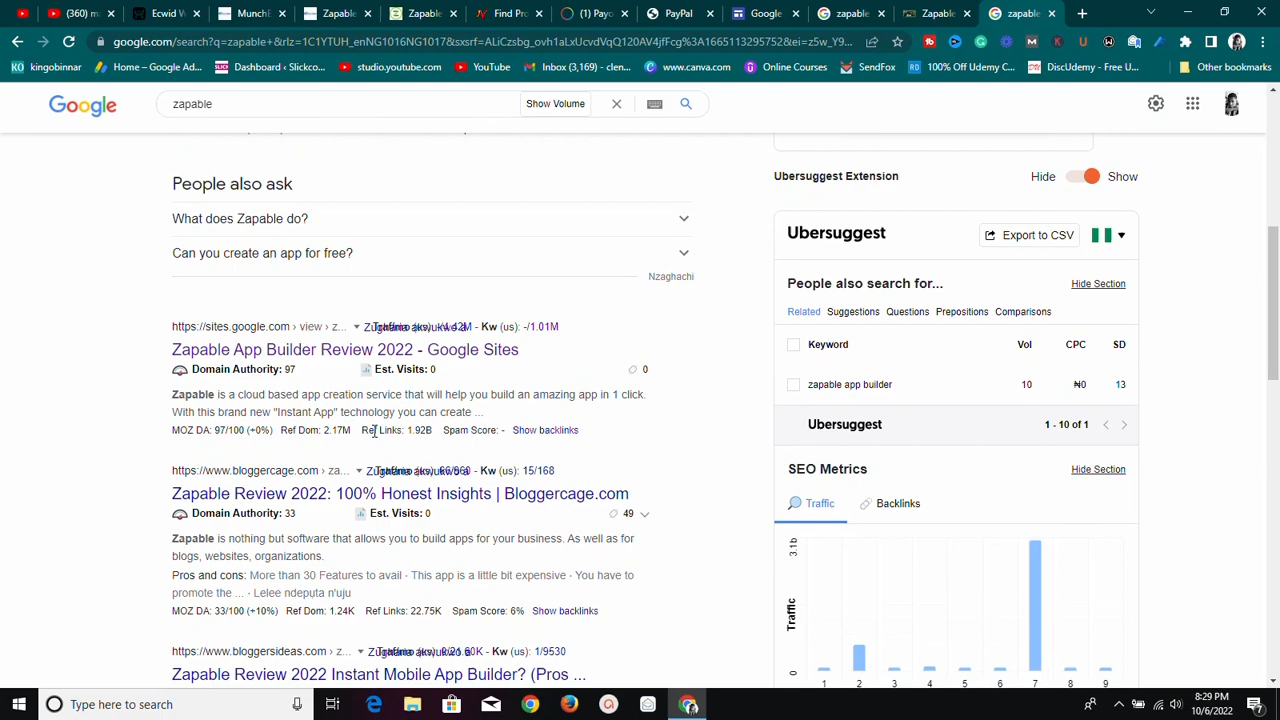 (360) ma
Ecwid W
MunchE
Zapable
Zapable
Find Pro
(1) Payo
PayPal
Google
zapable
Zapable
zapable
google.com/search?q=zapable+&rlz=1C1YTUH_enNG1016NG1017&sxsrf=ALiCzsbg_ovh1aLxUcvdVqQ120AV4jfFcg%3A1665113295752&ei=z5w_Y9...
kingobinnar
Home – Google Ad...
Dashboard ‹ Slickco...
studio.youtube.com
YouTube
Inbox (3,169) - clen...
www.canva.com
Online Courses
SendFox
100% Off Udemy C...
DiscUdemy - Free U...
Other bookmarks
Google
zapable
Show Volume
People also ask
What does Zapable do?
Can you create an app for free?
Nzaghachi
https://sites.google.com › view › z...
- Kw (us): -/1.01M
Zapable App Builder Review 2022 - Google Sites
Domain Authority: 97 Est. Visits: 0 0
Zapable is a cloud based app creation service that will help you build an amazing app in 1 click.
With this brand new "Instant App" technology you can create ...
MOZ DA: 97/100 (+0%) Ref Dom: 2.17M Ref Links: 1.92B Spam Score: - Show backlinks
https://www.bloggercage.com › za...
- Kw (us): 15/168
Zapable Review 2022: 100% Honest Insights | Bloggercage.com
Domain Authority: 33 Est. Visits: 0 49
Zapable is nothing but software that allows you to build apps for your business. As well as for
blogs, websites, organizations.
Pros and cons: More than 30 Features to avail · This app is a little bit expensive · You have to
promote the ... · Lelee ndepụta n'uju
MOZ DA: 33/100 (+10%) Ref Dom: 1.24K Ref Links: 22.75K Spam Score: 6% Show backlinks
https://www.bloggersideas.com › z...
- Kw (us): 1/9530
Zapable Review 2022 Instant Mobile App Builder? (Pros ...
Ubersuggest Extension
Hide Show
Ubersuggest
Export to CSV
People also search for...
Hide Section
Related Suggestions Questions Prepositions Comparisons
Keyword Vol CPC SD
zapable app builder 10 ₦0 13
Ubersuggest 1 - 10 of 1
SEO Metrics
Hide Section
Traffic Backlinks
3.1b
Traffic
0
1 2 3 4 5 6 7 8 9
Type here to search
8:29 PM
10/6/2022